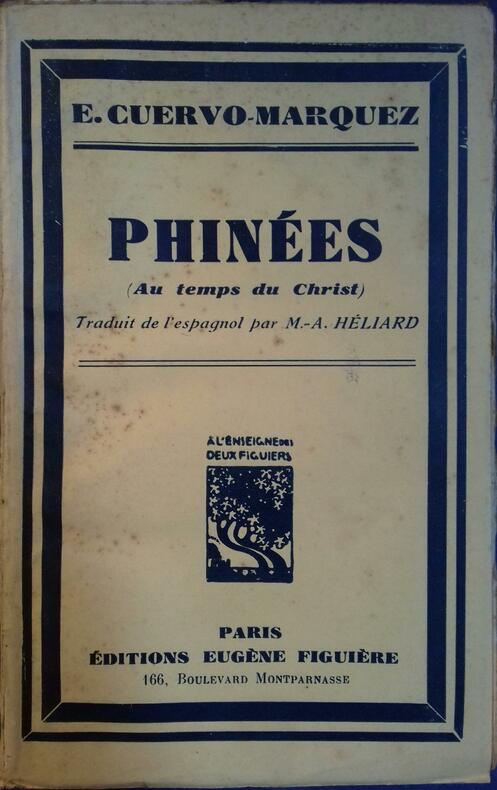 E. CUERVO-MARQUEZ
PHINÉES
(Au temps du Christ)
Traduit de l'espagnol par M.-A. HÉLIARD
À L'ENSEIGNE DES
DEUX FIGUIERS
PARIS
ÉDITIONS EUGÈNE FIGUIÈRE
166, BOULEVARD MONTPARNASSE